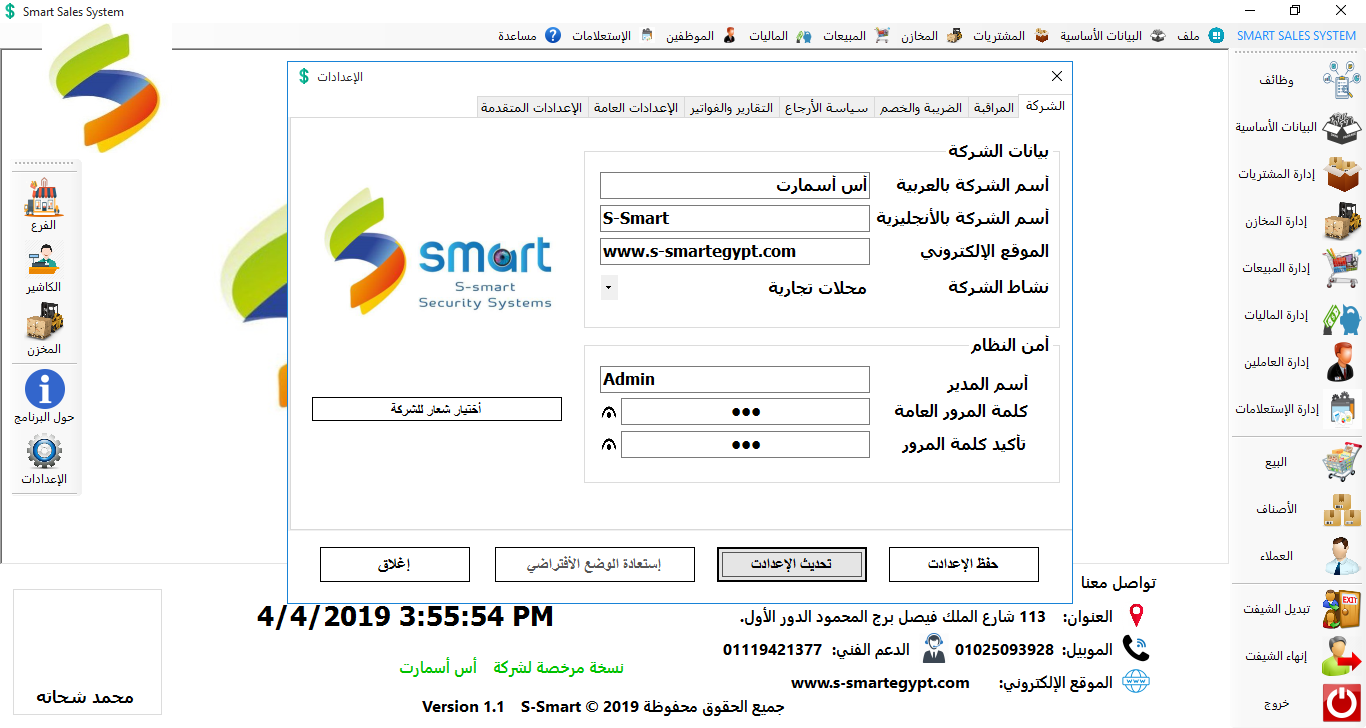 Smart Sales System
SMART SALES SYSTEM
ملف
البيانات الأساسية
المشتريات
المخازن
المبيعات
الماليات
الموظفين
الإستعلامات
مساعدة
وظائف
البيانات الأساسية
إدارة المشتريات
إدارة المخازن
إدارة المبيعات
إدارة الماليات
إدارة العاملين
إدارة الإستعلامات
البيع
الأصناف
العملاء
تبديل الشيفت
إنهاء الشيفت
خروج
الفرع
الكاشير
المخزن
حول البرنامج
الإعدادات
الإعدادات
الشركة
المراقبة
الضريبة والخصم
سياسة الأرجاع
التقارير والفواتير
الإعدادات العامة
الإعدادات المتقدمة
بيانات الشركة
أسم الشركة بالعربية
أس أسمارت
أسم الشركة بالأنجليزية
S-Smart
الموقع الإلكتروني
www.s-smartegypt.com
نشاط الشركة
محلات تجارية
أمن النظام
أسم المدير
Admin
كلمة المرور العامة
تأكيد كلمة المرور
smart
S-smart
Security Systems
أختيار شعار للشركة
حفظ الإعدادت
تحديث الإعدادت
إستعادة الوضع الأفتراضي
إغلاق
تواصل معنا
العنوان: 113 شارع الملك فيصل برج المحمود الدور الأول.
الموبيل: 01025093928
الدعم الفني: 01119421377
الموقع الإلكتروني: www.s-smartegypt.com
4/4/2019 3:55:54 PM
نسخة مرخصة لشركة أس أسمارت
جميع الحقوق محفوظة S-Smart © 2019
Version 1.1
محمد شحاته
EXIT